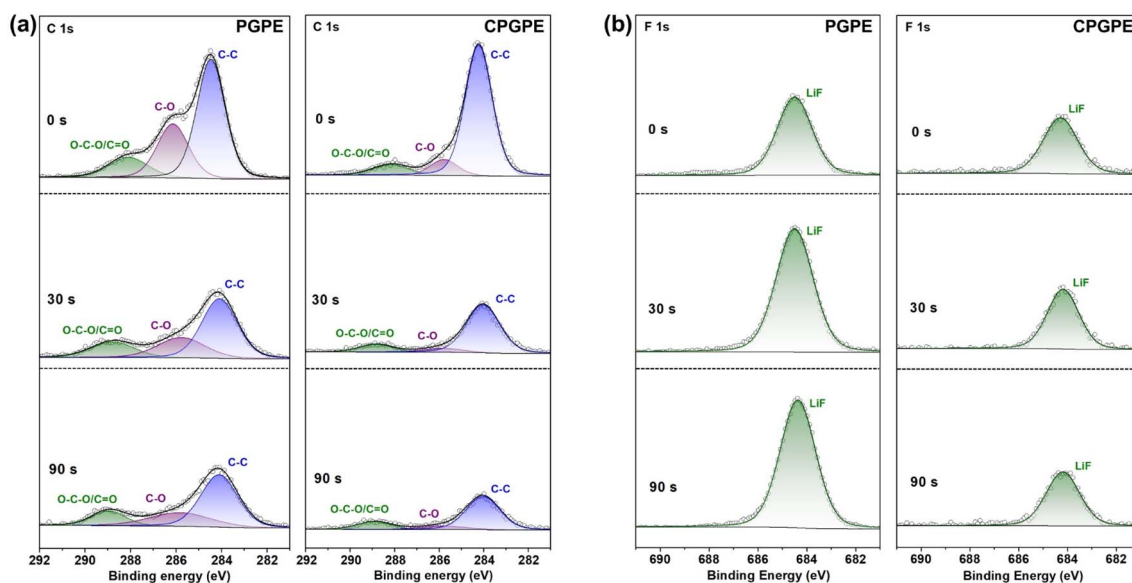 (a)
C 1s PGPE
C-C
C-O
O-C-O/C=O
0 s
C-C
C-O
O-C-O/C=O
30 s
C-C
C-O
O-C-O/C=O
90 s
292 290 288 286 284 282
Binding energy (eV)
C 1s CPGPE
C-C
0 s
C-O
O-C-O/C=O
30 s
C-C
C-O
O-C-O/C=O
90 s
C-C
C-O
O-C-O/C=O
292 290 288 286 284 282
Binding energy (eV)
(b)
F 1s PGPE
LiF
0 s
LiF
30 s
LiF
90 s
690 688 686 684 682
Binding Energy (eV)
F 1s CPGPE
LiF
0 s
LiF
30 s
LiF
90 s
690 688 686 684 682
Binding Energy (eV)